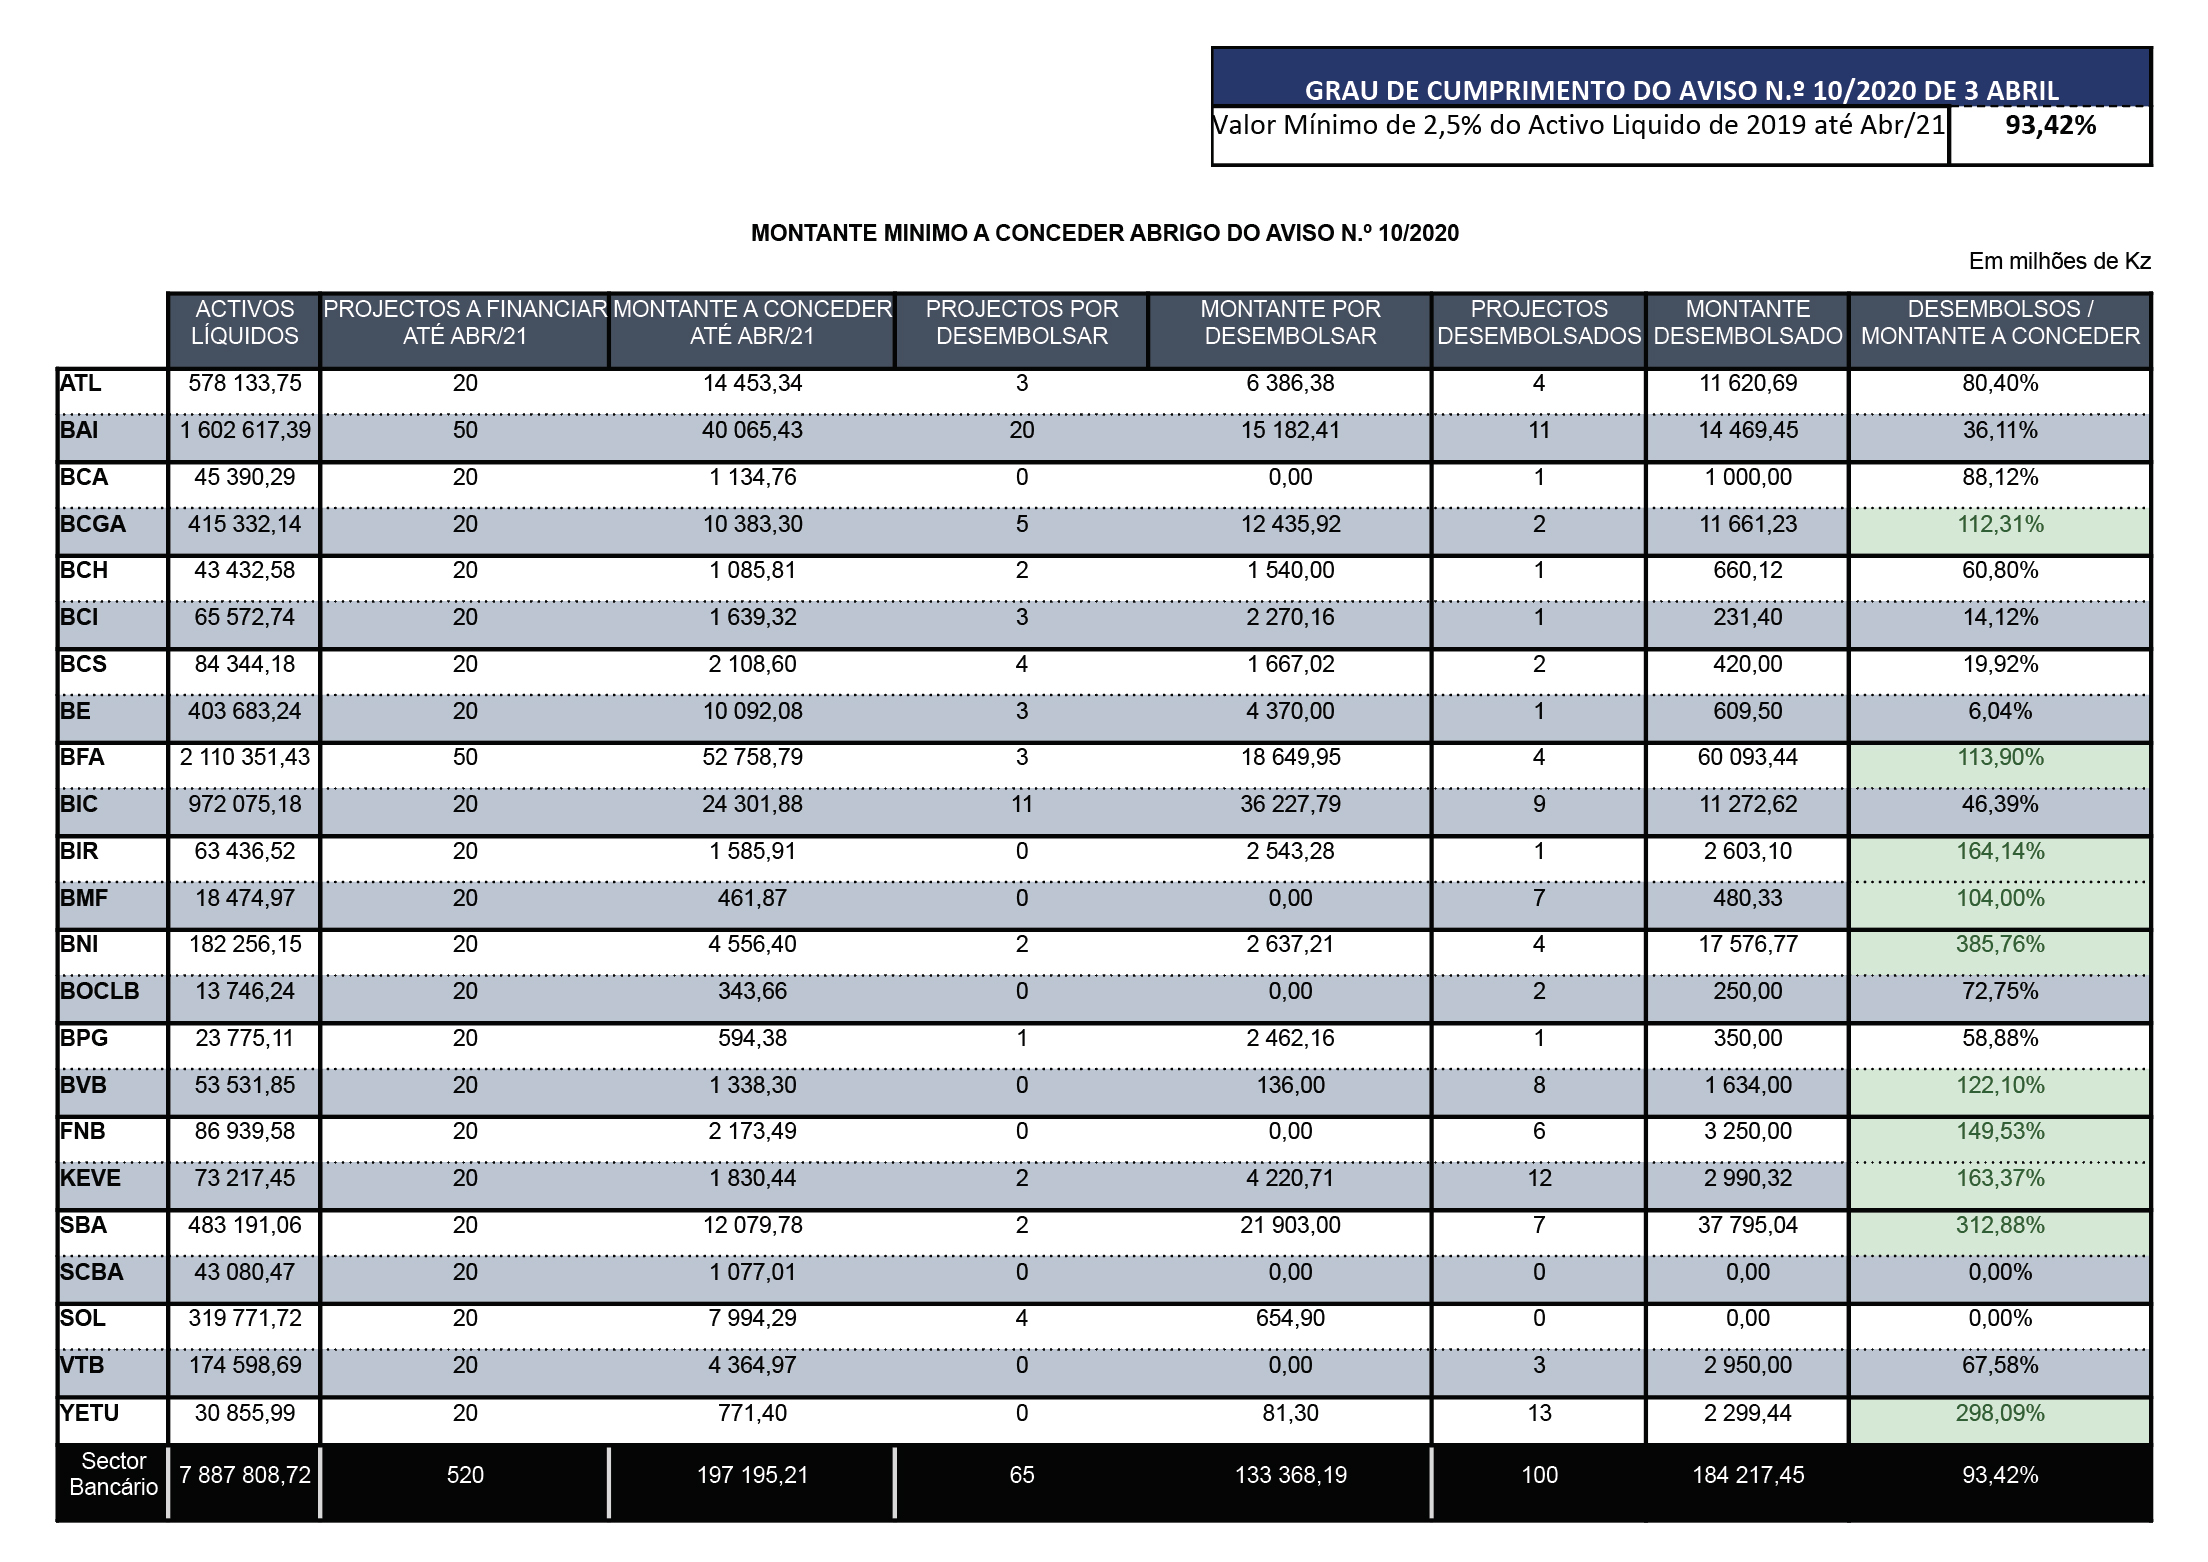 GRAU DE CUMPRIMENTO DO AVISO N.º 10/2020 DE 3 ABRIL
Valor Mínimo de 2,5% do Activo Liquido de 2019 até Abr/21 93,42%
MONTANTE MINIMO A CONCEDER ABRIGO DO AVISO N.º 10/2020
Em milhões de Kz
ACTIVOS PROJECTOS A FINANCIAR MONTANTE A CONCEDER PROJECTOS POR MONTANTE POR PROJECTOS MONTANTE DESEMBOLSOS /
LÍQUIDOS ATÉ ABR/21 ATÉ ABR/21 DESEMBOLSAR DESEMBOLSAR DESEMBOLSADOS DESEMBOLSADO MONTANTE A CONCEDER
ATL 578 133,75 20 14 453,34 3 6 386,38 4 11 620,69 80,40%
BAI 1 602 617,39 50 40 065,43 20 15 182,41 11 14 469,45 36,11%
BCA 45 390,29 20 1 134,76 0 0,00 1 1 000,00 88,12%
BCGA 415 332,14 20 10 383,30 5 12 435,92 2 11 661,23 112,31%
BCH 43 432,58 20 1 085,81 2 1 540,00 1 660,12 60,80%
BCI 65 572,74 20 1 639,32 3 2 270,16 1 231,40 14,12%
BCS 84 344,18 20 2 108,60 4 1 667,02 2 420,00 19,92%
BE 403 683,24 20 10 092,08 3 4 370,00 1 609,50 6,04%
BFA 2 110 351,43 50 52 758,79 3 18 649,95 4 60 093,44 113,90%
BIC 972 075,18 20 24 301,88 11 36 227,79 9 11 272,62 46,39%
BIR 63 436,52 20 1 585,91 0 2 543,28 1 2 603,10 164,14%
BMF 18 474,97 20 461,87 0 0,00 7 480,33 104,00%
BNI 182 256,15 20 4 556,40 2 2 637,21 4 17 576,77 385,76%
BOCLB 13 746,24 20 343,66 0 0,00 2 250,00 72,75%
BPG 23 775,11 20 594,38 1 2 462,16 1 350,00 58,88%
BVB 53 531,85 20 1 338,30 0 136,00 8 1 634,00 122,10%
FNB 86 939,58 20 2 173,49 0 0,00 6 3 250,00 149,53%
KEVE 73 217,45 20 1 830,44 2 4 220,71 12 2 990,32 163,37%
SBA 483 191,06 20 12 079,78 2 21 903,00 7 37 795,04 312,88%
SCBA 43 080,47 20 1 077,01 0 0,00 0 0,00 0,00%
SOL 319 771,72 20 7 994,29 4 654,90 0 0,00 0,00%
VTB 174 598,69 20 4 364,97 0 0,00 3 2 950,00 67,58%
YETU 30 855,99 20 771,40 0 81,30 13 2 299,44 298,09%
Sector
Bancário 7 887 808,72 520 197 195,21 65 133 368,19 100 184 217,45 93,42%